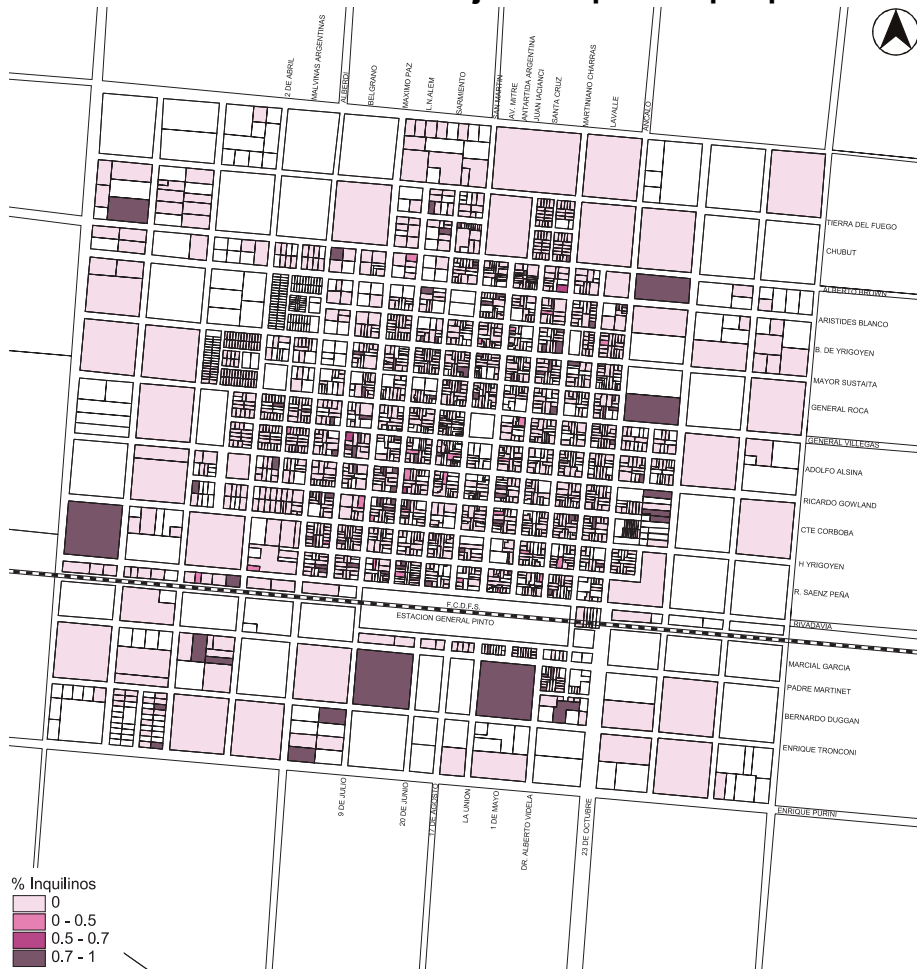 2 DE ABRIL
MALVINAS ARGENTINAS
ALBERDI
BELGRANO
MAXIMO PAZ
L.N.ALEM
SARMIENTO
SAN MARTIN
AV. MITRE
ANTARTIDA ARGENTINA
JUAN IACIANCI
SANTA CRUZ
MARTINIANO CHARRAS
LAVALLE
ANCALO
TIERRA DEL FUEGO
CHUBUT
ALBERTO BROWN
ARISTIDES BLANCO
B. DE YRIGOYEN
MAYOR SUSTAITA
GENERAL ROCA
GENERAL VILLEGAS
ADOLFO ALSINA
RICARDO GOWLAND
CTE CORBOBA
H YRIGOYEN
R. SAENZ PEÑA
RIVADAVIA
F.C.D.F.S.
ESTACION GENERAL PINTO
MARCIAL GARCIA
PADRE MARTINET
BERNARDO DUGGAN
ENRIQUE TRONCONI
ENRIQUE PURINI
9 DE JULIO
20 DE JUNIO
17 DE AGOSTO
LA UNION
1 DE MAYO
DR. ALBERTO VIDELA
23 DE OCTUBRE
% Inquilinos
0
0 - 0.5
0.5 - 0.7
0.7 - 1